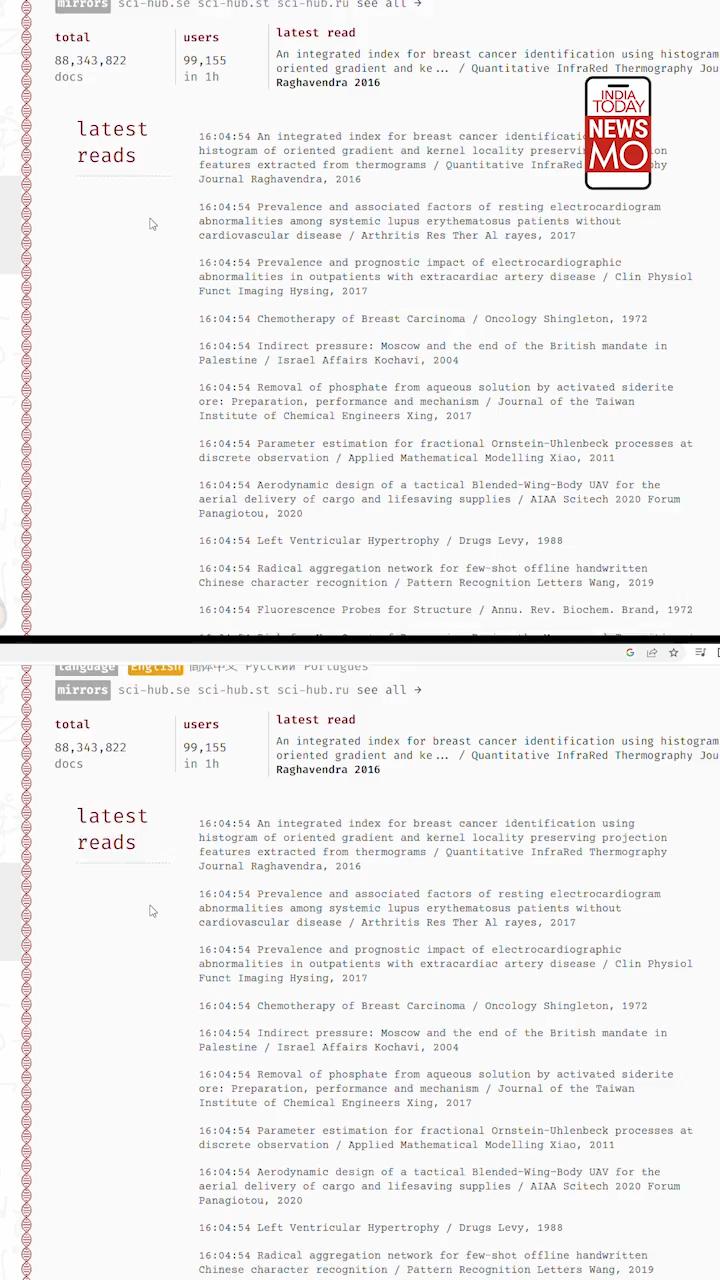 mirrors sci-hub.se sci-hub.st sci-hub.ru see all →
total
88,343,822
docs
users
99,155
in 1h
latest read
An integrated index for breast cancer identification using histogram
oriented gradient and ke... / Quantitative InfraRed Thermography Jou
Raghavendra 2016
INDIA
TODAY
NEWS
MO
latest
reads
16:04:54 An integrated index for breast cancer identificati
histogram of oriented gradient and kernel locality preservi ion
features extracted from thermograms / Quantitative InfraRed phy
Journal Raghavendra, 2016
16:04:54 Prevalence and associated factors of resting electrocardiogram
abnormalities among systemic lupus erythematosus patients without
cardiovascular disease / Arthritis Res Ther Al rayes, 2017
16:04:54 Prevalence and prognostic impact of electrocardiographic
abnormalities in outpatients with extracardiac artery disease / Clin Physiol
Funct Imaging Hysing, 2017
16:04:54 Chemotherapy of Breast Carcinoma / Oncology Shingleton, 1972
16:04:54 Indirect pressure: Moscow and the end of the British mandate in
Palestine / Israel Affairs Kochavi, 2004
16:04:54 Removal of phosphate from aqueous solution by activated siderite
ore: Preparation, performance and mechanism / Journal of the Taiwan
Institute of Chemical Engineers Xing, 2017
16:04:54 Parameter estimation for fractional Ornstein-Uhlenbeck processes at
discrete observation / Applied Mathematical Modelling Xiao, 2011
16:04:54 Aerodynamic design of a tactical Blended-Wing-Body UAV for the
aerial delivery of cargo and lifesaving supplies / AIAA Scitech 2020 Forum
Panagiotou, 2020
16:04:54 Left Ventricular Hypertrophy / Drugs Levy, 1988
16:04:54 Radical aggregation network for few-shot offline handwritten
Chinese character recognition / Pattern Recognition Letters Wang, 2019
16:04:54 Fluorescence Probes for Structure / Annu. Rev. Biochem. Brand, 1972
language English 简体中文 Русский Português
mirrors sci-hub.se sci-hub.st sci-hub.ru see all →
total
88,343,822
docs
users
99,155
in 1h
latest read
An integrated index for breast cancer identification using histogram
oriented gradient and ke... / Quantitative InfraRed Thermography Jou
Raghavendra 2016
latest
reads
16:04:54 An integrated index for breast cancer identification using
histogram of oriented gradient and kernel locality preserving projection
features extracted from thermograms / Quantitative InfraRed Thermography
Journal Raghavendra, 2016
16:04:54 Prevalence and associated factors of resting electrocardiogram
abnormalities among systemic lupus erythematosus patients without
cardiovascular disease / Arthritis Res Ther Al rayes, 2017
16:04:54 Prevalence and prognostic impact of electrocardiographic
abnormalities in outpatients with extracardiac artery disease / Clin Physiol
Funct Imaging Hysing, 2017
16:04:54 Chemotherapy of Breast Carcinoma / Oncology Shingleton, 1972
16:04:54 Indirect pressure: Moscow and the end of the British mandate in
Palestine / Israel Affairs Kochavi, 2004
16:04:54 Removal of phosphate from aqueous solution by activated siderite
ore: Preparation, performance and mechanism / Journal of the Taiwan
Institute of Chemical Engineers Xing, 2017
16:04:54 Parameter estimation for fractional Ornstein-Uhlenbeck processes at
discrete observation / Applied Mathematical Modelling Xiao, 2011
16:04:54 Aerodynamic design of a tactical Blended-Wing-Body UAV for the
aerial delivery of cargo and lifesaving supplies / AIAA Scitech 2020 Forum
Panagiotou, 2020
16:04:54 Left Ventricular Hypertrophy / Drugs Levy, 1988
16:04:54 Radical aggregation network for few-shot offline handwritten
Chinese character recognition / Pattern Recognition Letters Wang, 2019